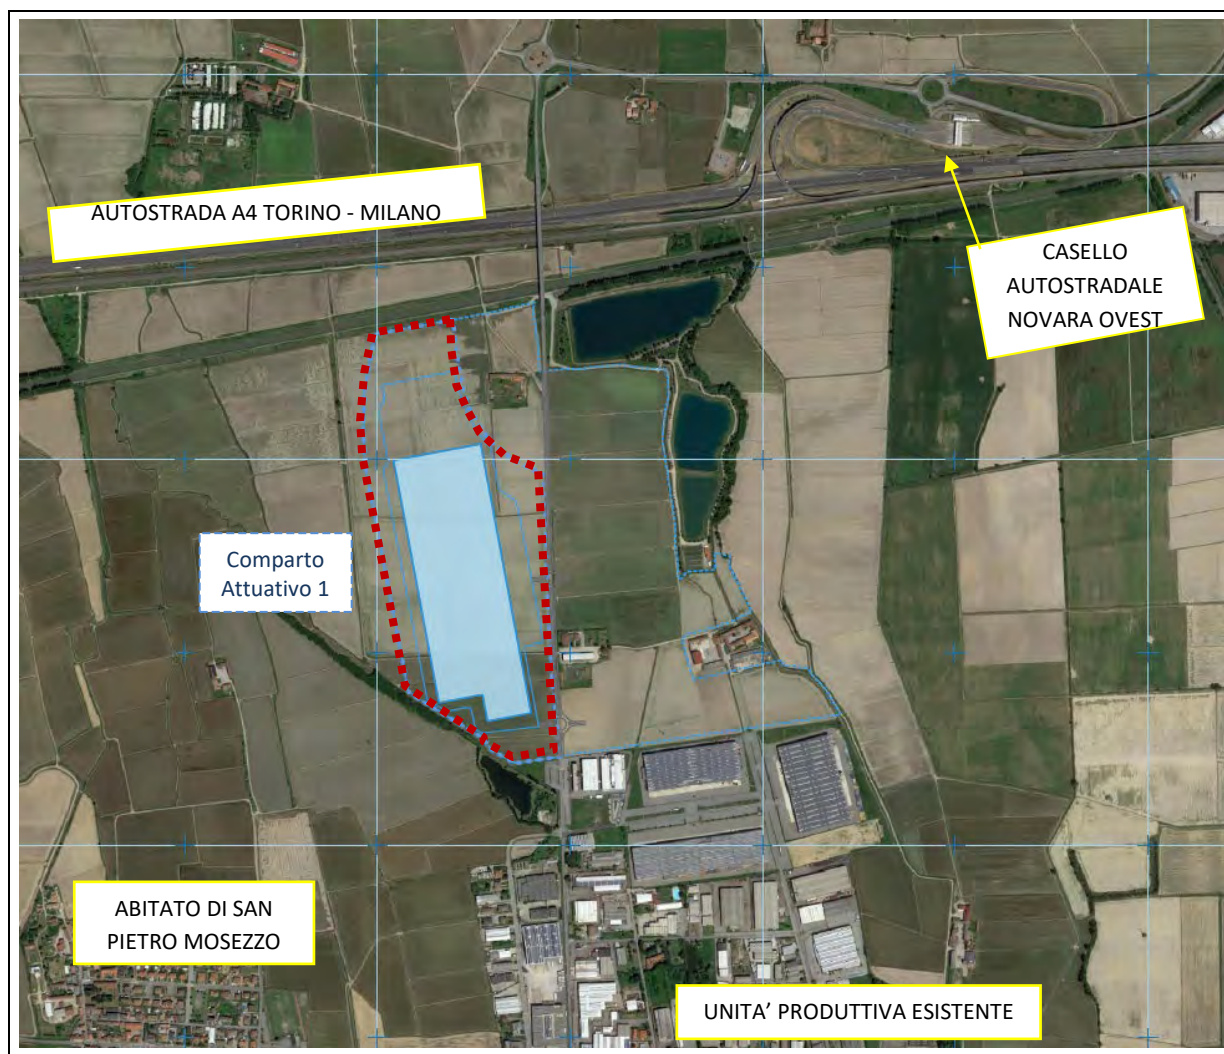 AUTOSTRADA A4 TORINO - MILANO
CASELLO
AUTOSTRADALE
NOVARA OVEST
Comparto
Attuativo 1
ABITATO DI SAN
PIETRO MOSEZZO
UNITA’ PRODUTTIVA ESISTENTE